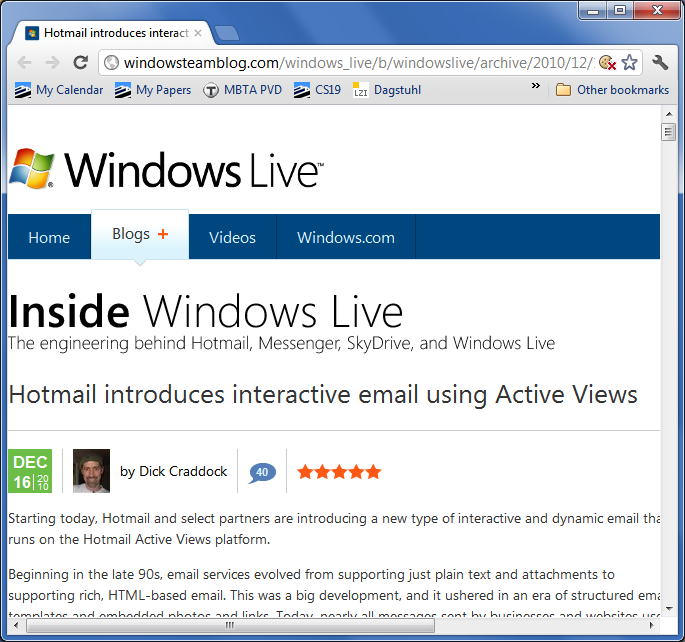 Hotmail introduces interact
windowsteamblog.com/windows_live/b/windowslive/archive/2010/12/
My Calendar My Papers MBTA PVD CS19 LZI Dagstuhl » Other bookmarks
Windows Live™
Home Blogs + Videos Windows.com
Inside Windows Live
The engineering behind Hotmail, Messenger, SkyDrive, and Windows Live
Hotmail introduces interactive email using Active Views
DEC
16 2010
by Dick Craddock
40
Starting today, Hotmail and select partners are introducing a new type of interactive and dynamic email tha
runs on the Hotmail Active Views platform.
Beginning in the late 90s, email services evolved from supporting just plain text and attachments to
supporting rich, HTML-based email. This was a big development, and it ushered in an era of structured ema
templates and embedded photos and links. Today, nearly all messages sent by businesses and websites use